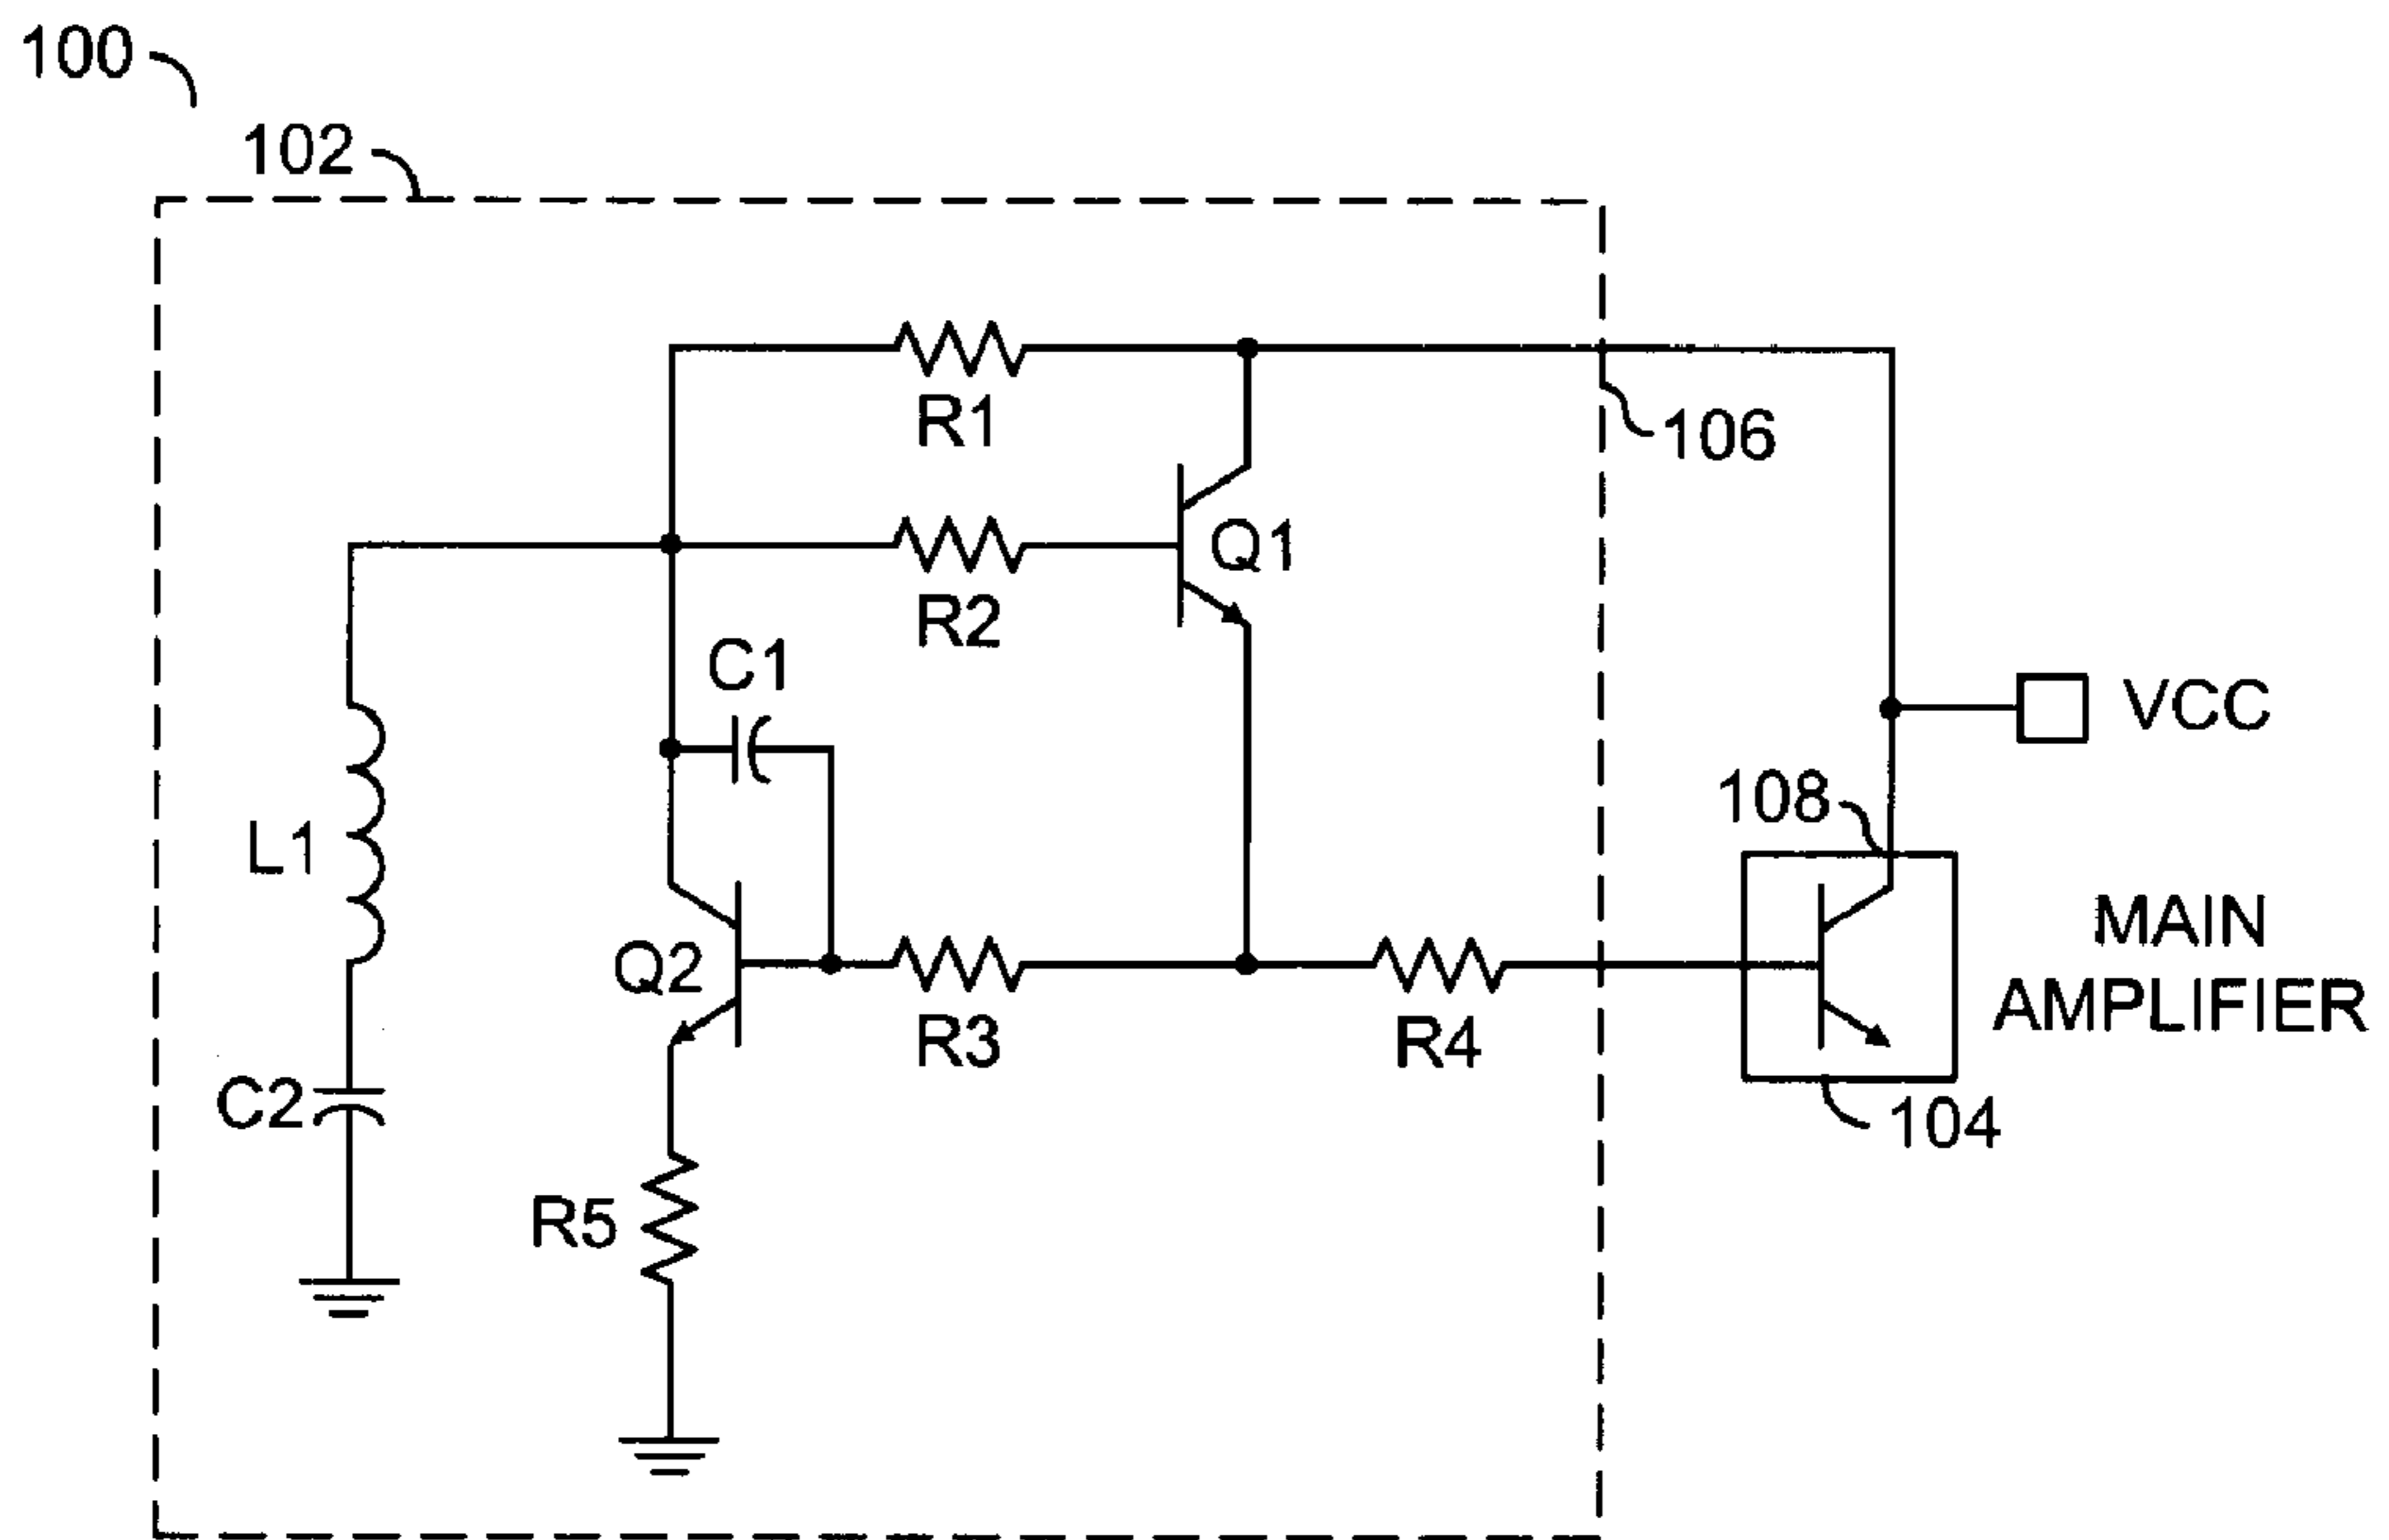 100
102
R1
106
Q1
R2
C1
VCC
108
L1
MAIN
AMPLIFIER
Q2
R3
R4
C2
104
R5